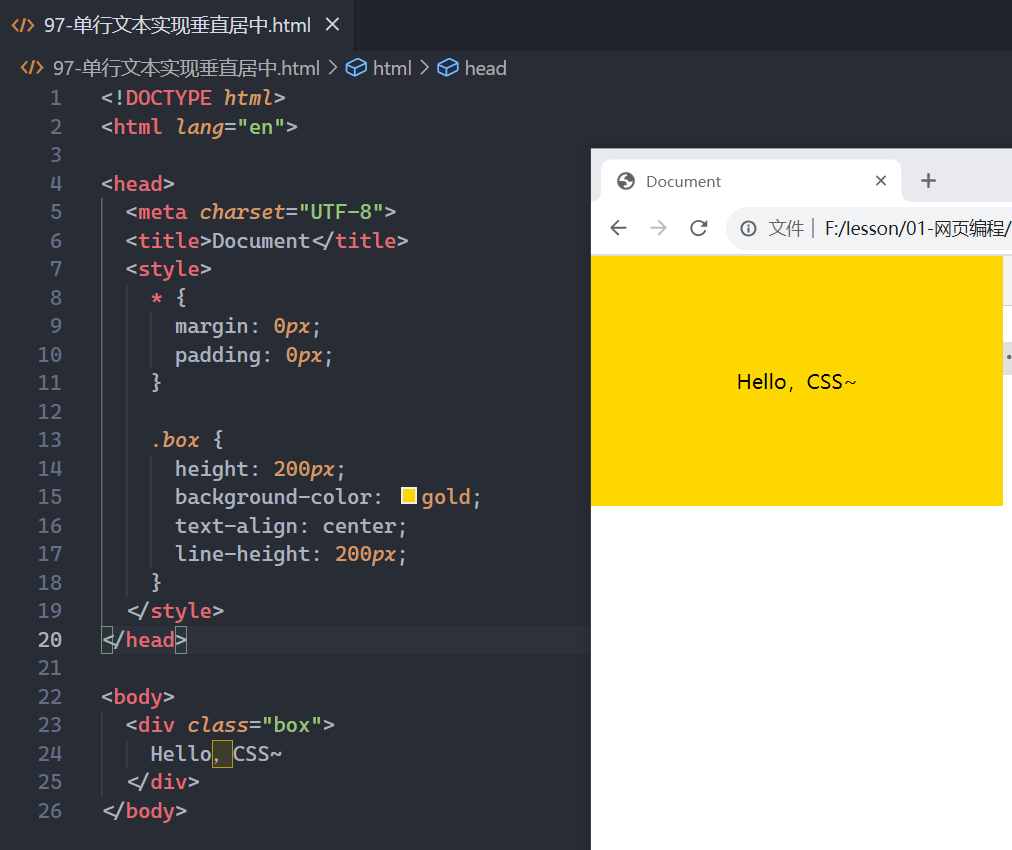 97-单行文本实现垂直居中.html
97-单行文本实现垂直居中.html > html > head
1 <!DOCTYPE html>
2 <html lang="en">
3
4 <head>
5 <meta charset="UTF-8">
6 <title>Document</title>
7 <style>
8 * {
9 margin: 0px;
10 padding: 0px;
11 }
12
13 .box {
14 height: 200px;
15 background-color: gold;
16 text-align: center;
17 line-height: 200px;
18 }
19 </style>
20 </head>
21
22 <body>
23 <div class="box">
24 Hello，CSS~
25 </div>
26 </body>
Document
文件 | F:/lesson/01-网页编程/
Hello，CSS~